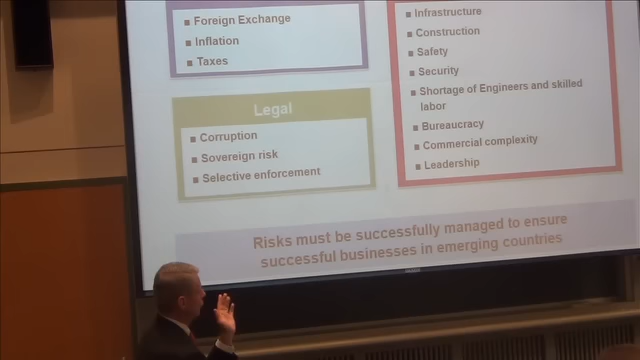 Foreign Exchange
Inflation
Taxes
Legal
Corruption
Sovereign risk
Selective enforcement
Infrastructure
Construction
Safety
Security
Shortage of Engineers and skilled
labor
Bureaucracy
Commercial complexity
Leadership
Risks must be successfully managed to ensure
successful businesses in emerging countries